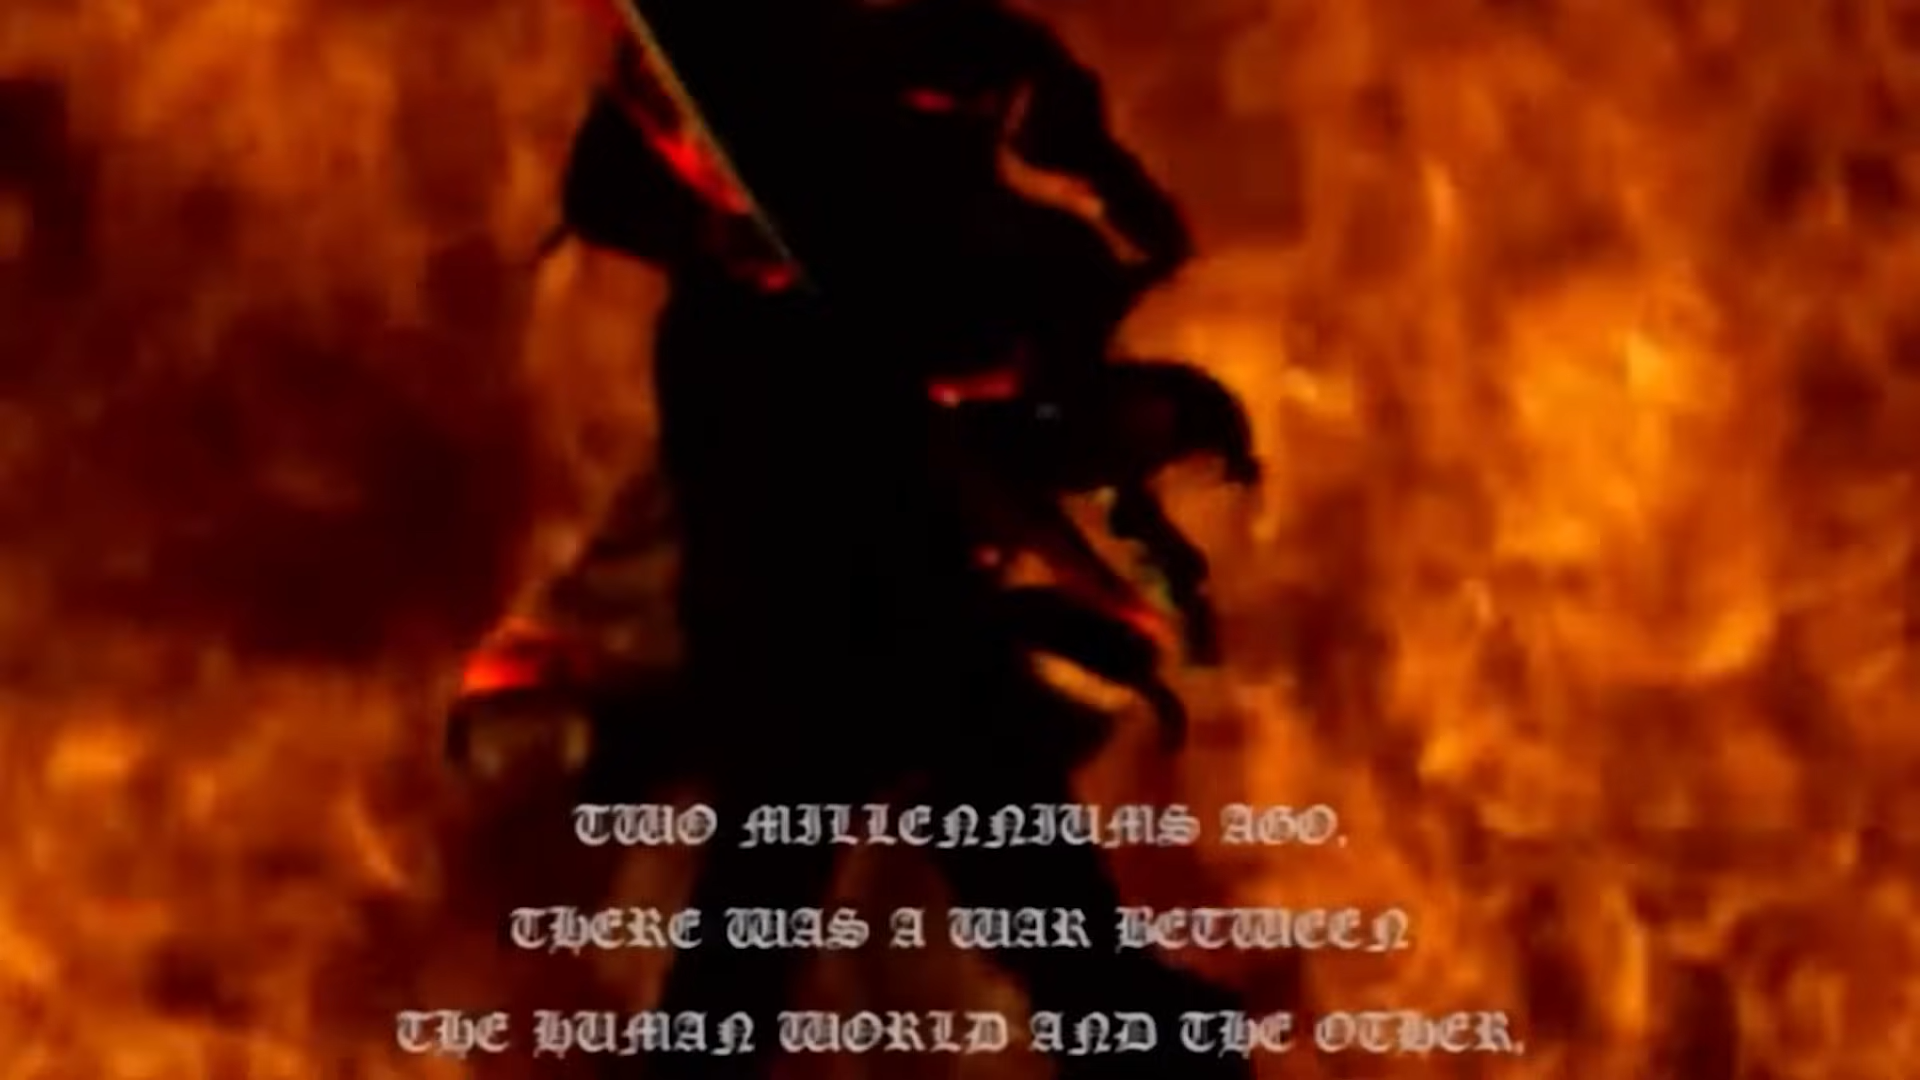 TWO MILLENNIUMS AGO,
THERE WAS A WAR BETWEEN
THE HUMAN WORLD AND THE OTHER,